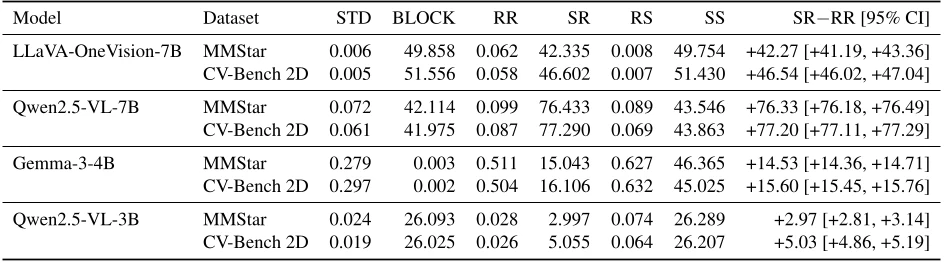 Model Dataset STD BLOCK RR SR RS SS SR−RR [95% CI]
LLaVA-OneVision-7B MMStar 0.006 49.858 0.062 42.335 0.008 49.754 +42.27 [+41.19, +43.36]
CV-Bench 2D 0.005 51.556 0.058 46.602 0.007 51.430 +46.54 [+46.02, +47.04]
Qwen2.5-VL-7B MMStar 0.072 42.114 0.099 76.433 0.089 43.546 +76.33 [+76.18, +76.49]
CV-Bench 2D 0.061 41.975 0.087 77.290 0.069 43.863 +77.20 [+77.11, +77.29]
Gemma-3-4B MMStar 0.279 0.003 0.511 15.043 0.627 46.365 +14.53 [+14.36, +14.71]
CV-Bench 2D 0.297 0.002 0.504 16.106 0.632 45.025 +15.60 [+15.45, +15.76]
Qwen2.5-VL-3B MMStar 0.024 26.093 0.028 2.997 0.074 26.289 +2.97 [+2.81, +3.14]
CV-Bench 2D 0.019 26.025 0.026 5.055 0.064 26.207 +5.03 [+4.86, +5.19]